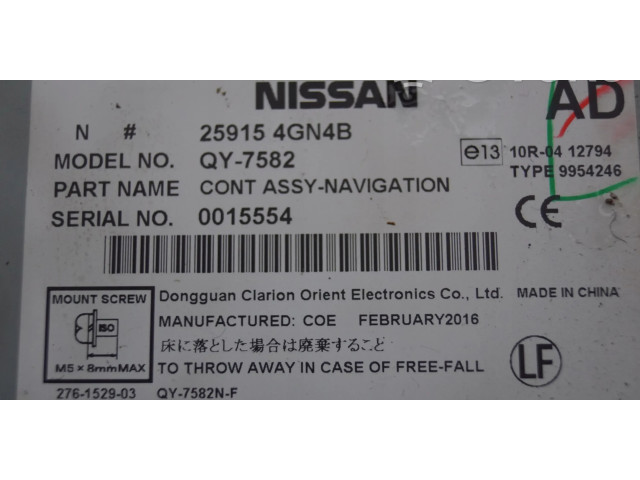 NISSAN
AD
N # 25915 4GN4B
MODEL NO. QY-7582
e13 10R-04 12794
TYPE 9954246
PART NAME CONT ASSY-NAVIGATION
SERIAL NO. 0015554
CE
MOUNT SCREW
ISO
M5 × 8mmMAX
Dongguan Clarion Orient Electronics Co., Ltd. MADE IN CHINA
MANUFACTURED: COE FEBRUARY2016
床に落とした場合は廃棄すること
TO THROW AWAY IN CASE OF FREE-FALL
LF
276-1529-03 QY-7582N-F